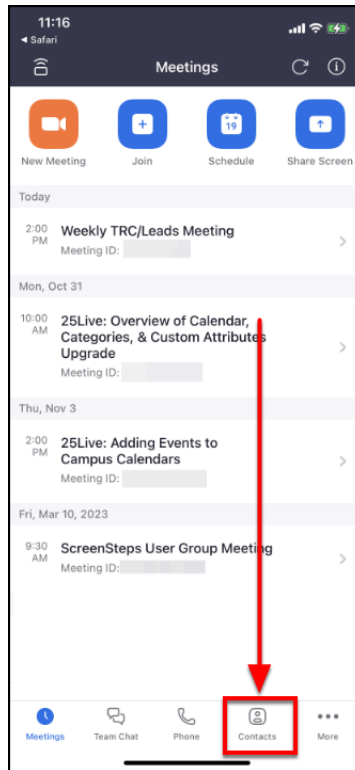 11:16
◄ Safari
Meetings
New Meeting
Join
19
Schedule
Share Screen
Today
2:00 PM
Weekly TRC/Leads Meeting
Meeting ID:
Mon, Oct 31
10:00 AM
25Live: Overview of Calendar,
Categories, & Custom Attributes
Upgrade
Meeting ID:
Thu, Nov 3
2:00 PM
25Live: Adding Events to
Campus Calendars
Meeting ID:
Fri, Mar 10, 2023
9:30 AM
ScreenSteps User Group Meeting
Meeting ID:
Meetings
Team Chat
Phone
Contacts
More